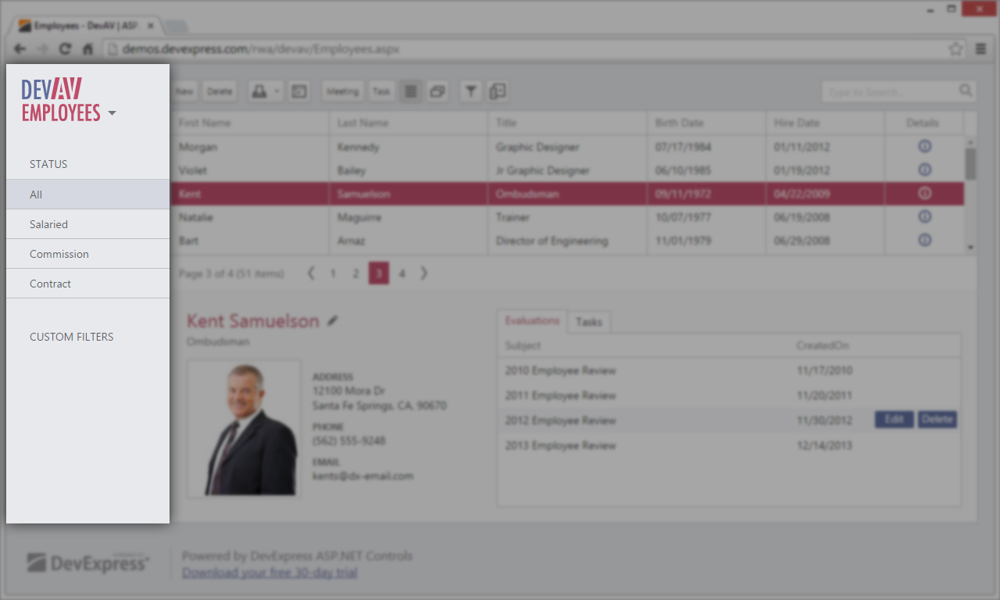 Employees - DevAV | ASP.
demos.devexpress.com/rwa/devav/Employees.aspx
DEVAV
EMPLOYEES
STATUS
All
Salaried
Commission
Contract
CUSTOM FILTERS
New Delete Meeting Task Type to Search...
First Name Last Name Title Birth Date Hire Date Details
Morgan Kennedy Graphic Designer 07/17/1984 01/11/2012
Violet Bailey Jr Graphic Designer 06/10/1985 01/19/2012
Kent Samuelson Ombudsman 09/11/1972 04/22/2009
Natalie Maguirre Trainer 10/07/1977 06/19/2008
Bart Arnaz Director of Engineering 11/01/1979 06/29/2008
Page 3 of 4 (51 items) 1 2 3 4
Kent Samuelson
Ombudsman
ADDRESS
12100 Mora Dr
Santa Fe Springs, CA, 90670
PHONE
(562) 555-9248
EMAIL
kents@dx-email.com
Evaluations Tasks
Subject CreatedOn
2010 Employee Review 11/17/2010
2011 Employee Review 11/20/2011
2012 Employee Review 11/30/2012 Edit Delete
2013 Employee Review 12/14/2013
POWERED BY
DevExpress
Powered by DevExpress ASP.NET Controls
Download your free 30-day trial